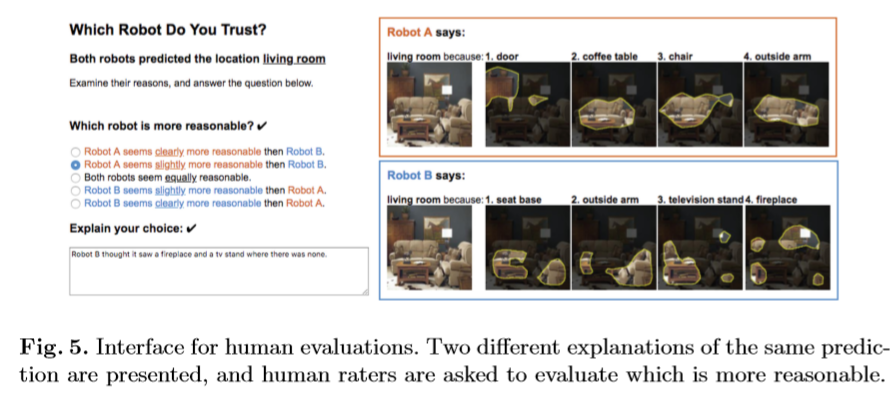 Which Robot Do You Trust?
Both robots predicted the location living room
Examine their reasons, and answer the question below.
Which robot is more reasonable? ✔
Robot A seems clearly more reasonable then Robot B.
Robot A seems slightly more reasonable then Robot B.
Both robots seem equally reasonable.
Robot B seems slightly more reasonable then Robot A.
Robot B seems clearly more reasonable then Robot A.
Explain your choice: ✔
Robot B thought it saw a fireplace and a tv stand where there was none.
Robot A says:
living room because: 1. door 2. coffee table 3. chair 4. outside arm
Robot B says:
living room because: 1. seat base 2. outside arm 3. television stand 4. fireplace
Fig. 5. Interface for human evaluations. Two different explanations of the same predic-
tion are presented, and human raters are asked to evaluate which is more reasonable.